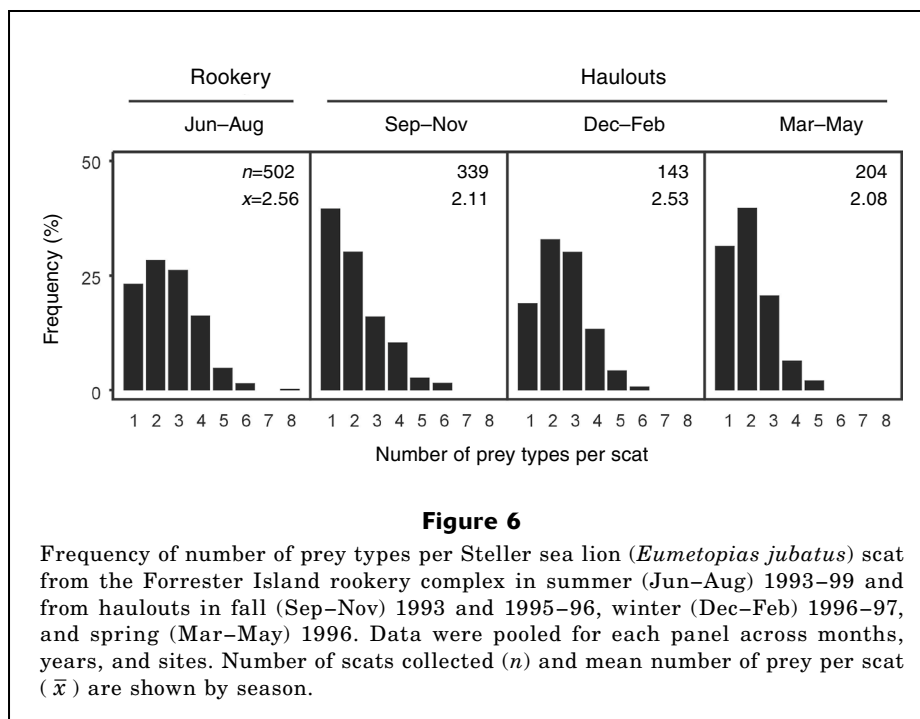 Rookery Haulouts
Jun–Aug Sep–Nov Dec–Feb Mar–May
50 n=502 339 143 204
x=2.56 2.11 2.53 2.08
Frequency (%)
25
0
1 2 3 4 5 6 7 8 1 2 3 4 5 6 7 8 1 2 3 4 5 6 7 8 1 2 3 4 5 6 7 8
Number of prey types per scat
Figure 6
Frequency of number of prey types per Steller sea lion (Eumetopias jubatus) scat
from the Forrester Island rookery complex in summer (Jun–Aug) 1993–99 and
from haulouts in fall (Sep–Nov) 1993 and 1995–96, winter (Dec–Feb) 1996–97,
and spring (Mar–May) 1996. Data were pooled for each panel across months,
years, and sites. Number of scats collected (n) and mean number of prey per scat
( x̅ ) are shown by season.